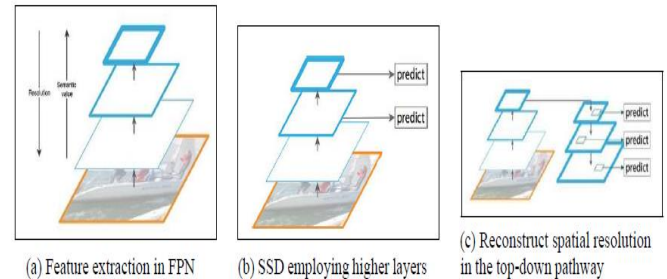 Resolution
Semantic
value
predict
predict
predict
predict
predict
(a) Feature extraction in FPN
(b) SSD employing higher layers
(c) Reconstruct spatial resolution
in the top-down pathway